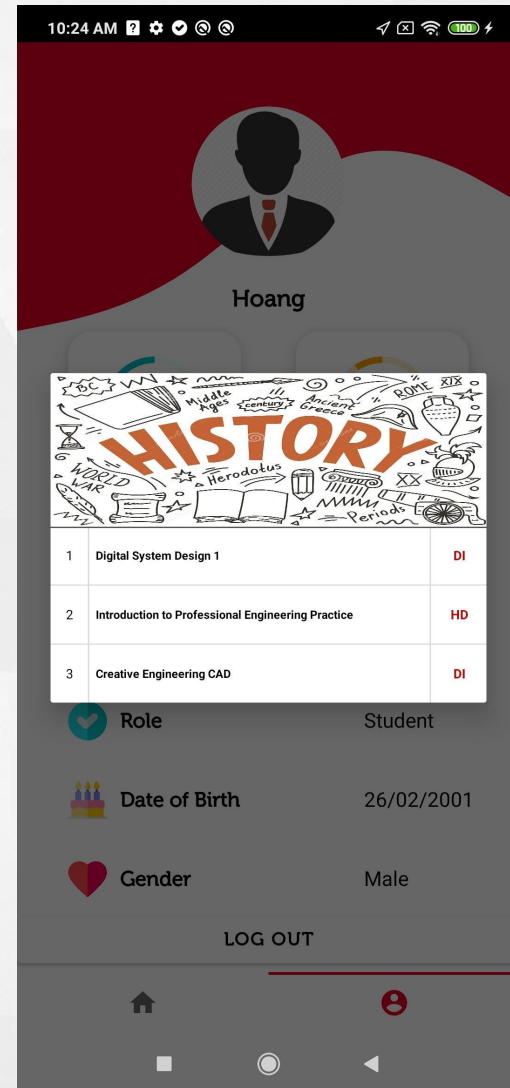 10:24 AM
100
Hoang
BC
Middle Ages
century
Ancient Greece
ROME
XIX
HISTORY
WORLD WAR
Herodotus
XX
Periods
1 Digital System Design 1 DI
2 Introduction to Professional Engineering Practice HD
3 Creative Engineering CAD DI
Role Student
Date of Birth 26/02/2001
Gender Male
LOG OUT